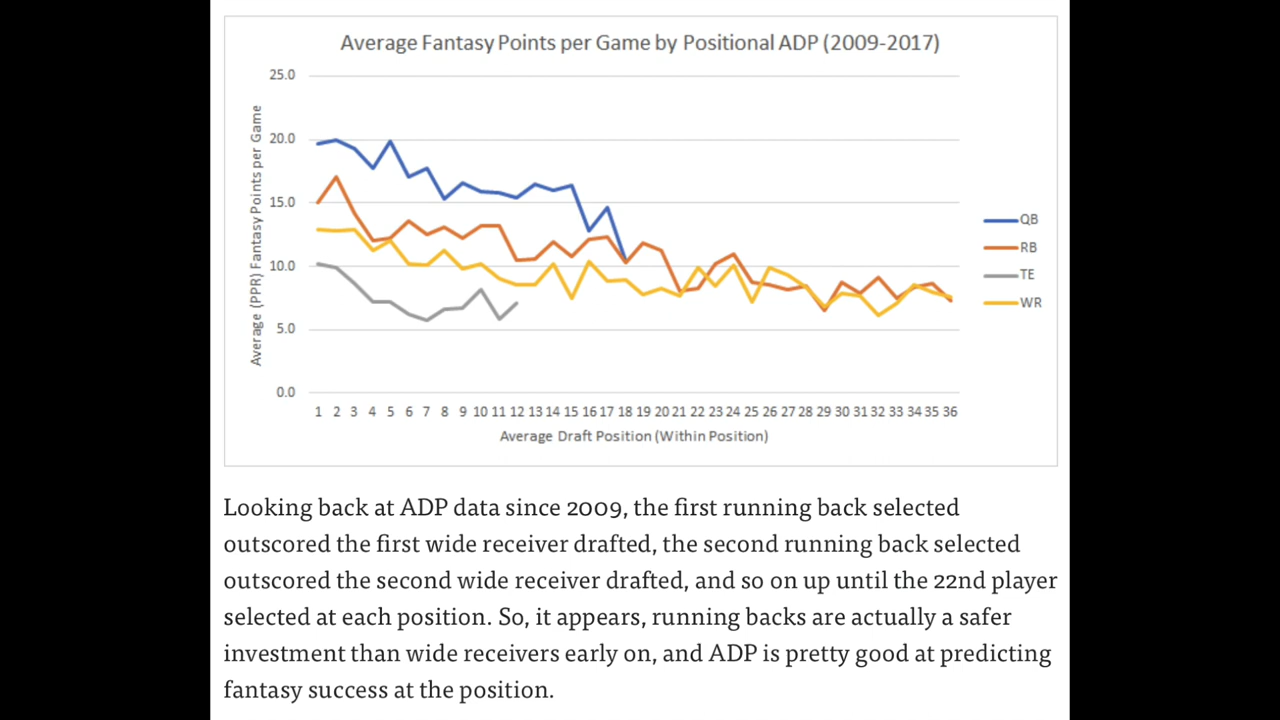 Average Fantasy Points per Game by Positional ADP (2009-2017)
Average (PPR) Fantasy Points per Game
25.0
20.0
15.0
10.0
5.0
0.0
QB
RB
TE
WR
1 2 3 4 5 6 7 8 9 10 11 12 13 14 15 16 17 18 19 20 21 22 23 24 25 26 27 28 29 30 31 32 33 34 35 36
Average Draft Position (Within Position)
Looking back at ADP data since 2009, the first running back selected
outscored the first wide receiver drafted, the second running back selected
outscored the second wide receiver drafted, and so on up until the 22nd player
selected at each position. So, it appears, running backs are actually a safer
investment than wide receivers early on, and ADP is pretty good at predicting
fantasy success at the position.